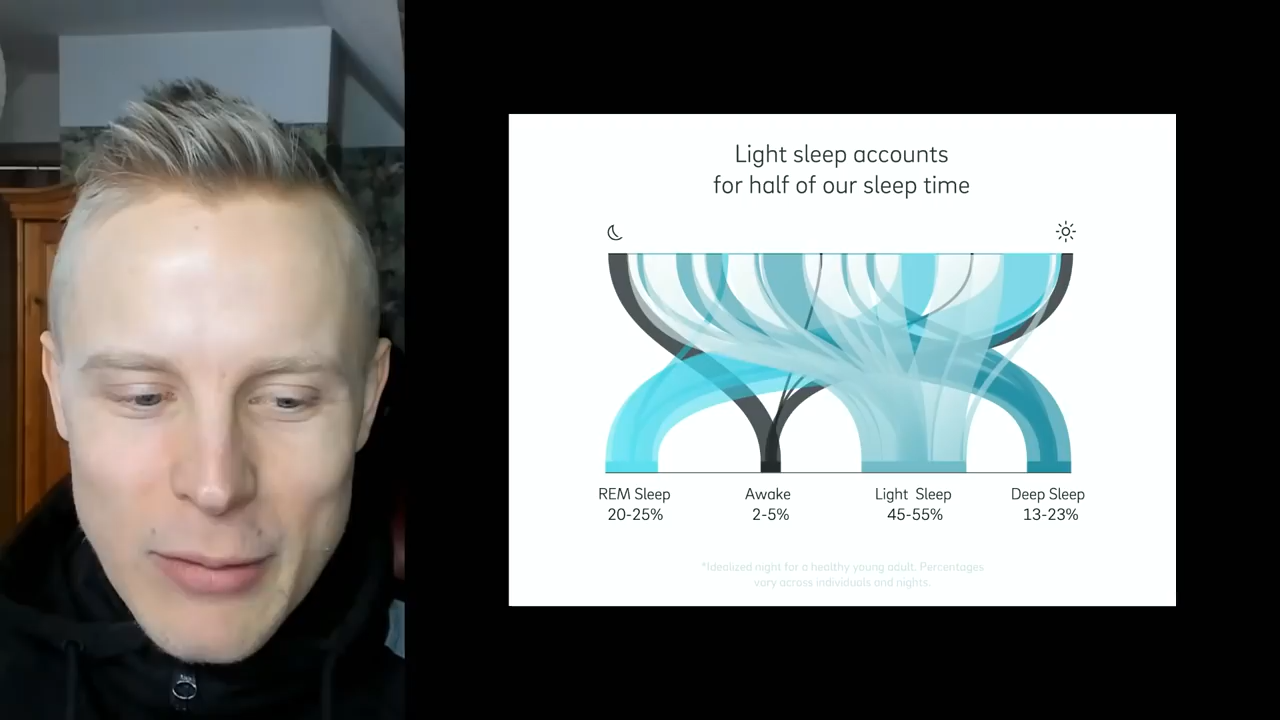 Light sleep accounts
for half of our sleep time
REM Sleep
20-25%
Awake
2-5%
Light Sleep
45-55%
Deep Sleep
13-23%
*Idealized night for a healthy young adult. Percentages
vary across individuals and nights.